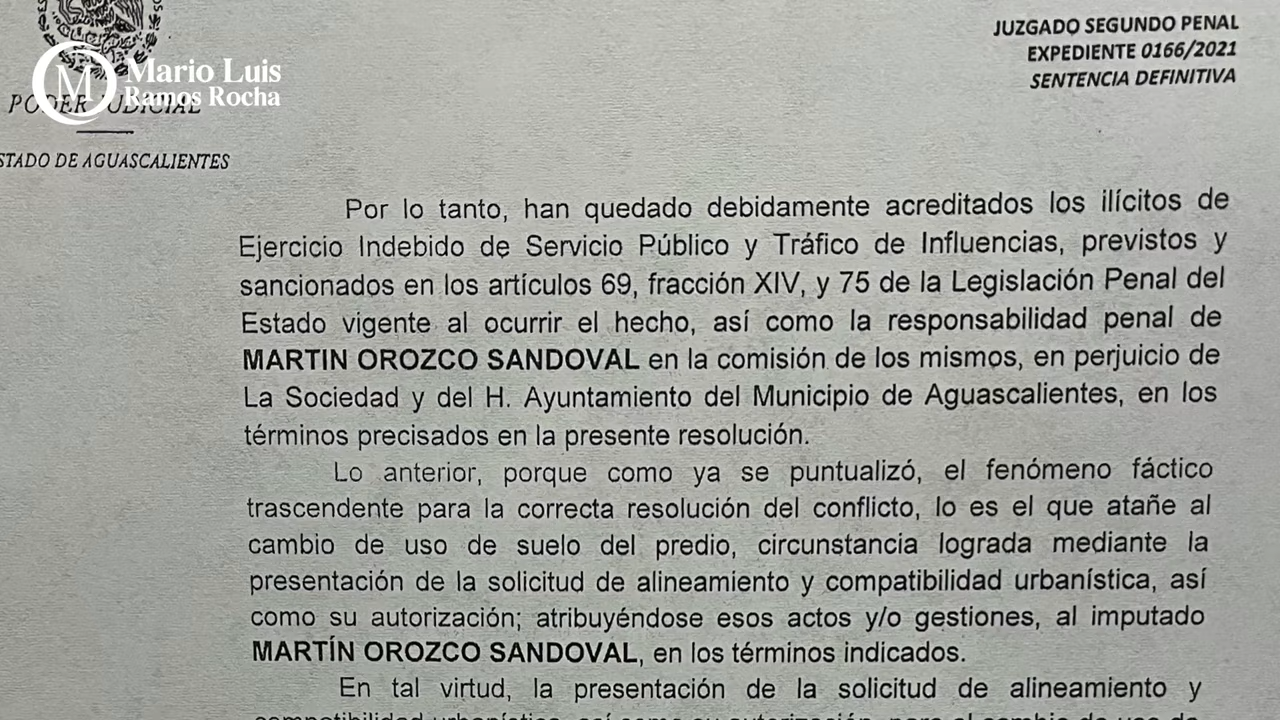 JUZGADO SEGUNDO PENAL
EXPEDIENTE 0166/2021
SENTENCIA DEFINITIVA
M
Mario Luis
Ramos Rocha
PODER JUDICIAL
STADO DE AGUASCALIENTES
Por lo tanto, han quedado debidamente acreditados los ilícitos de
Ejercicio Indebido de Servicio Público y Tráfico de Influencias, previstos y
sancionados en los artículos 69, fracción XIV, y 75 de la Legislación Penal del
Estado vigente al ocurrir el hecho, así como la responsabilidad penal de
MARTIN OROZCO SANDOVAL en la comisión de los mismos, en perjuicio de
La Sociedad y del H. Ayuntamiento del Municipio de Aguascalientes, en los
términos precisados en la presente resolución.
Lo anterior, porque como ya se puntualizó, el fenómeno fáctico
trascendente para la correcta resolución del conflicto, lo es el que atañe al
cambio de uso de suelo del predio, circunstancia lograda mediante la
presentación de la solicitud de alineamiento y compatibilidad urbanística, así
como su autorización; atribuyéndose esos actos y/o gestiones, al imputado
MARTÍN OROZCO SANDOVAL, en los términos indicados.
En tal virtud, la presentación de la solicitud de alineamiento y